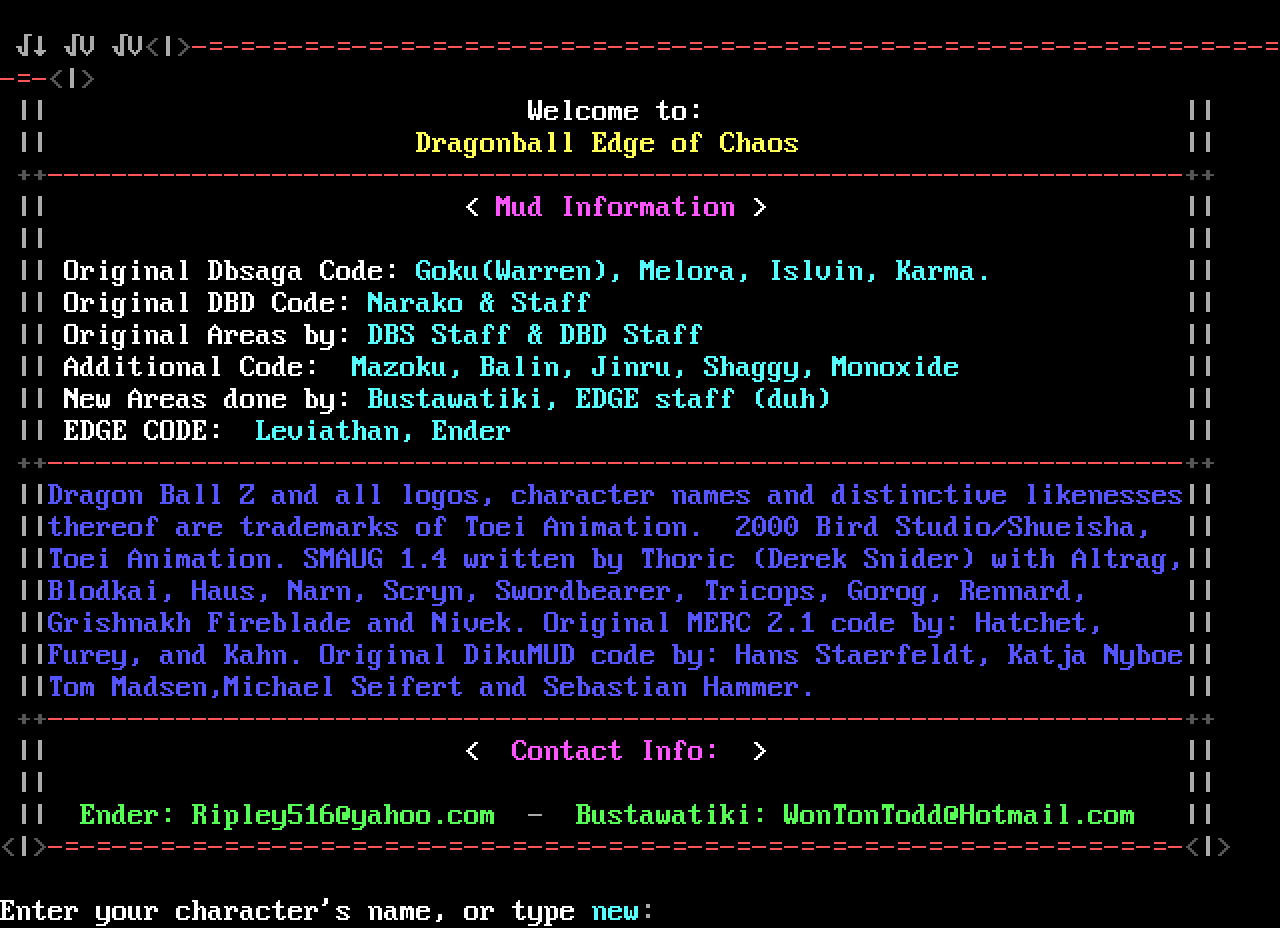 √↓ √V √V<|>-=-=-=-=-=-=-=-=-=-=-=-=-=-=-=-=-=-=-=-=-=-=-=-=-=-=-=-=-=-=-=-=-=-=
-=-<|>
|| Welcome to: ||
|| Dragonball Edge of Chaos ||
++-----------------------------------------------------------------------++
|| < Mud Information > ||
|| ||
|| Original Dbsaga Code: Goku(Warren), Melora, Islvin, Karma. ||
|| Original DBD Code: Narako & Staff ||
|| Original Areas by: DBS Staff & DBD Staff ||
|| Additional Code:  Mazoku, Balin, Jinru, Shaggy, Monoxide ||
|| New Areas done by: Bustawatiki, EDGE staff (duh) ||
|| EDGE CODE:  Leviathan, Ender ||
++-----------------------------------------------------------------------++
||Dragon Ball Z and all logos, character names and distinctive likenesses||
||thereof are trademarks of Toei Animation.  2000 Bird Studio/Shueisha, ||
||Toei Animation. SMAUG 1.4 written by Thoric (Derek Snider) with Altrag,||
||Blodkai, Haus, Narn, Scryn, Swordbearer, Tricops, Gorog, Rennard, ||
||Grishnakh Fireblade and Nivek. Original MERC 2.1 code by: Hatchet, ||
||Furey, and Kahn. Original DikuMUD code by: Hans Staerfeldt, Katja Nyboe||
||Tom Madsen,Michael Seifert and Sebastian Hammer. ||
++-----------------------------------------------------------------------++
|| <  Contact Info:  > ||
|| ||
|| Ender: Ripley516@yahoo.com  -  Bustawatiki: WonTonTodd@Hotmail.com ||
<|>-=-=-=-=-=-=-=-=-=-=-=-=-=-=-=-=-=-=-=-=-=-=-=-=-=-=-=-=-=-=-=-=-=-=-=-<|>
Enter your character's name, or type new: